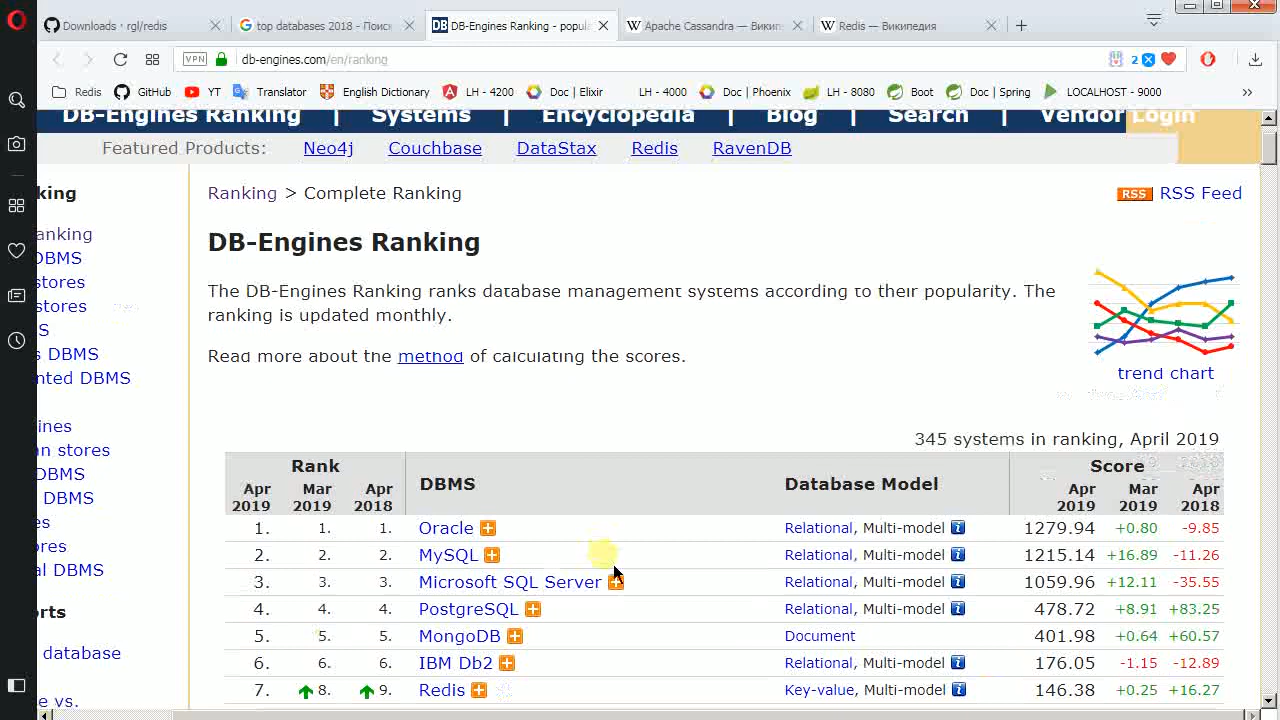 Downloads · rgl/redis
top databases 2018 - Поиск
DB-Engines Ranking - popul
Apache Cassandra — Викип
Redis — Википедия
VPN
db-engines.com/en/ranking
2
Redis
GitHub
YT
Translator
English Dictionary
LH - 4200
Doc | Elixir
LH - 4000
Doc | Phoenix
LH - 8080
Boot
Doc | Spring
LOCALHOST - 9000
DB-Engines Ranking | Systems | Encyclopedia | Blog | Search | Vendor Login
Featured Products: Neo4j Couchbase DataStax Redis RavenDB
king
anking
DBMS
stores
stores
S
s DBMS
nted DBMS
ines
n stores
DBMS
DBMS
es
ores
al DBMS
orts
database
e vs.
Ranking > Complete Ranking
RSS RSS Feed
DB-Engines Ranking
The DB-Engines Ranking ranks database management systems according to their popularity. The
ranking is updated monthly.
Read more about the method of calculating the scores.
trend chart
345 systems in ranking, April 2019
Rank DBMS Database Model Score
Apr 2019 Mar 2019 Apr 2018 Apr 2019 Mar 2019 Apr 2018
1. 1. 1. Oracle Relational, Multi-model 1279.94 +0.80 -9.85
2. 2. 2. MySQL Relational, Multi-model 1215.14 +16.89 -11.26
3. 3. 3. Microsoft SQL Server Relational, Multi-model 1059.96 +12.11 -35.55
4. 4. 4. PostgreSQL Relational, Multi-model 478.72 +8.91 +83.25
5. 5. 5. MongoDB Document 401.98 +0.64 +60.57
6. 6. 6. IBM Db2 Relational, Multi-model 176.05 -1.15 -12.89
7. 8. 9. Redis Key-value, Multi-model 146.38 +0.25 +16.27